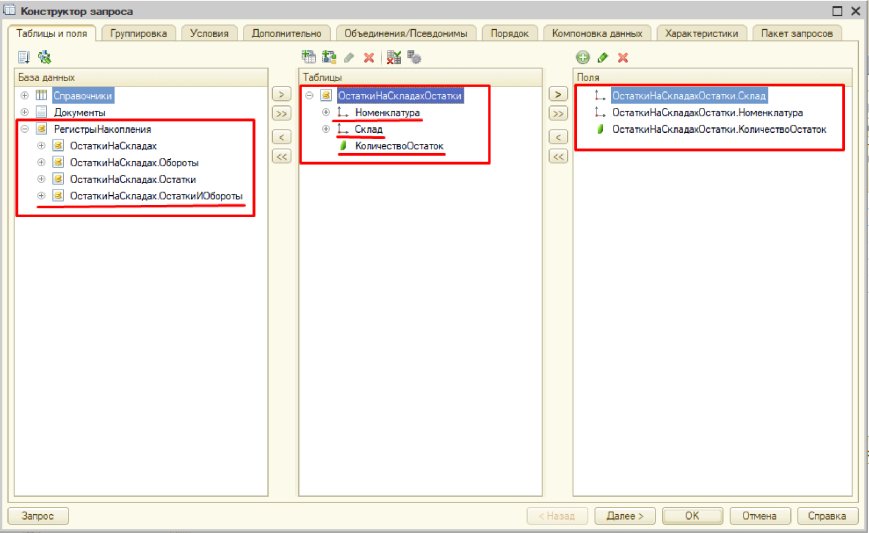 Конструктор запроса
Таблицы и поля Группировка Условия Дополнительно Объединения/Псевдонимы Порядок Компоновка данных Характеристики Пакет запросов
База данных
Справочники
Документы
РегистрыНакопления
ОстаткиНаСкладах
ОстаткиНаСкладах.Обороты
ОстаткиНаСкладах.Остатки
ОстаткиНаСкладах.ОстаткиИОбороты
> >> < <<
Таблицы
ОстаткиНаСкладахОстатки
Номенклатура
Склад
КоличествоОстаток
> >> < <<
Поля
ОстаткиНаСкладахОстатки.Склад
ОстаткиНаСкладахОстатки.Номенклатура
ОстаткиНаСкладахОстатки.КоличествоОстаток
Запрос < Назад Далее > OK Отмена Справка